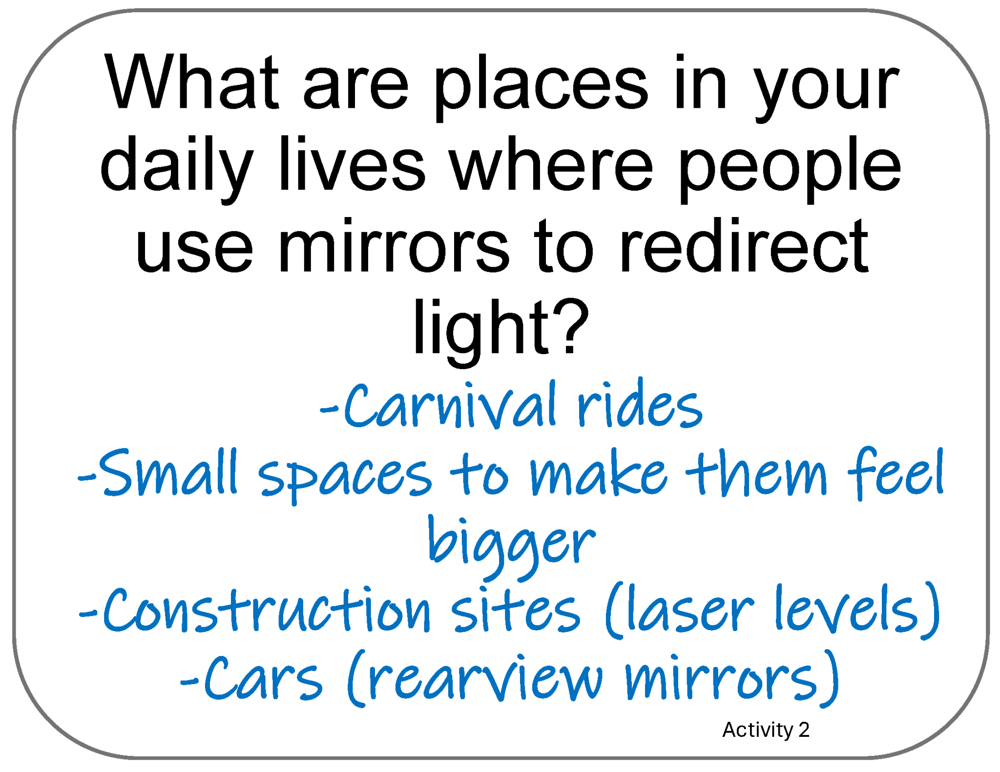 What are places in your
daily lives where people
use mirrors to redirect
light?
-Carnival rides
-Small spaces to make them feel
bigger
-Construction sites (laser levels)
-Cars (rearview mirrors)
Activity 2